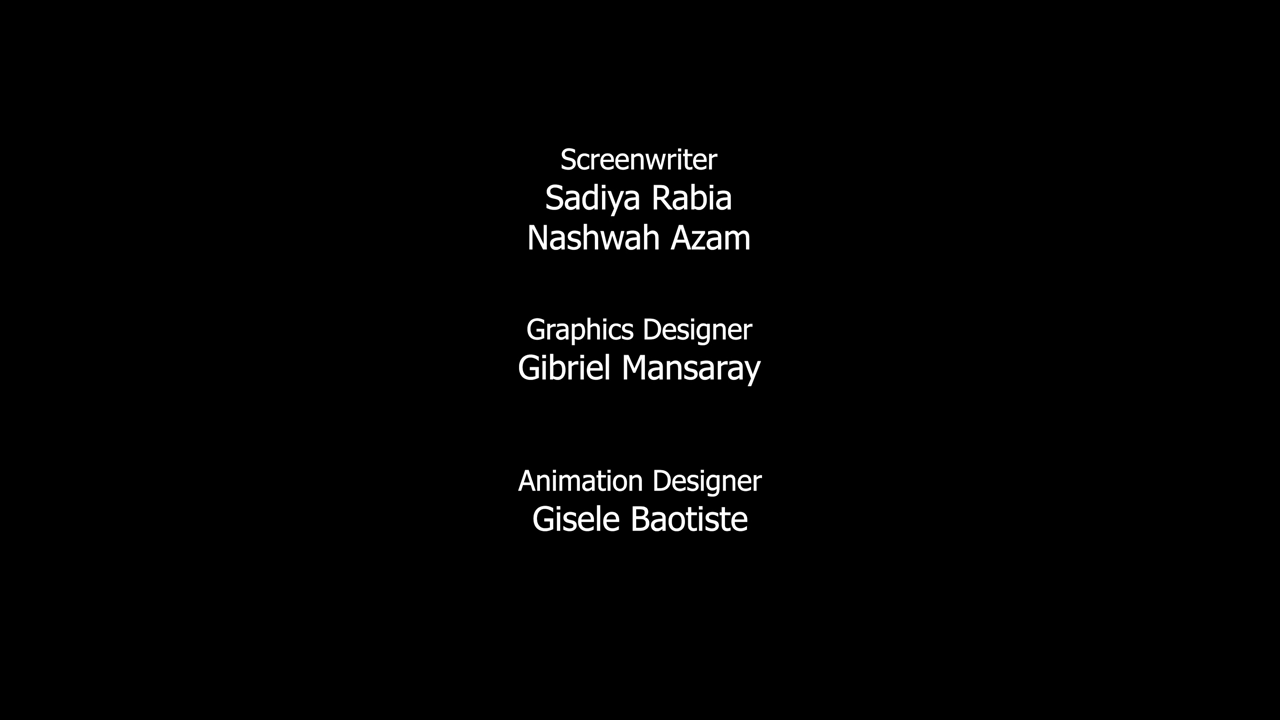 Screenwriter
Sadiya Rabia
Nashwah Azam
Graphics Designer
Gibriel Mansaray
Animation Designer
Gisele Baotiste